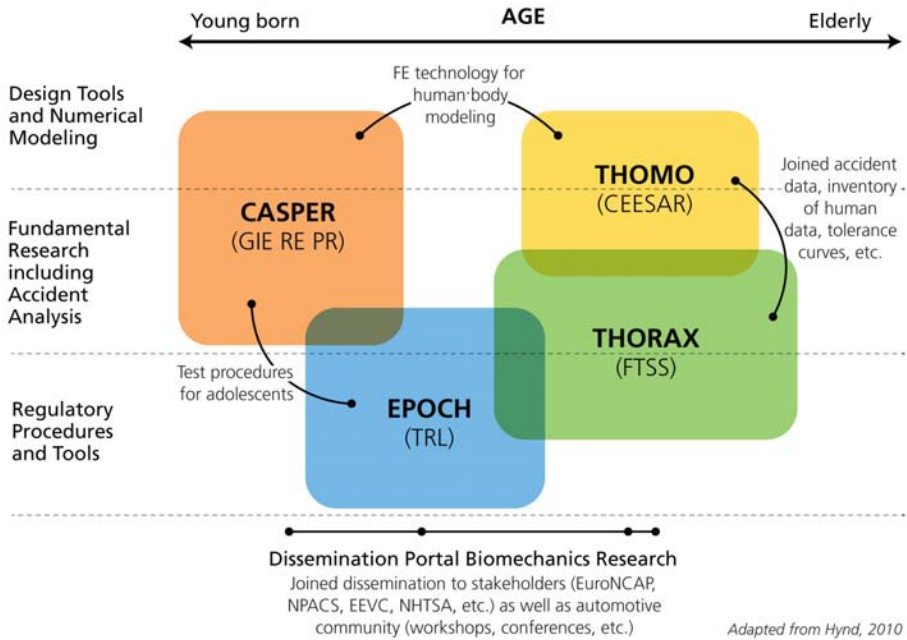 Young born
AGE
Elderly
Design Tools
and Numerical
Modeling
FE technology for
human·body
modeling
THOMO
(CEESAR)
Joined accident
data, inventory
of human
data, tolerance
curves, etc.
CASPER
(GIE RE PR)
Fundamental
Research
including
Accident
Analysis
THORAX
(FTSS)
Test procedures
for adolescents
EPOCH
(TRL)
Regulatory
Procedures
and Tools
Dissemination Portal Biomechanics Research
Joined dissemination to stakeholders (EuroNCAP,
NPACS, EEVC, NHTSA, etc.) as well as automotive
community (workshops, conferences, etc.)
Adapted from Hynd, 2010